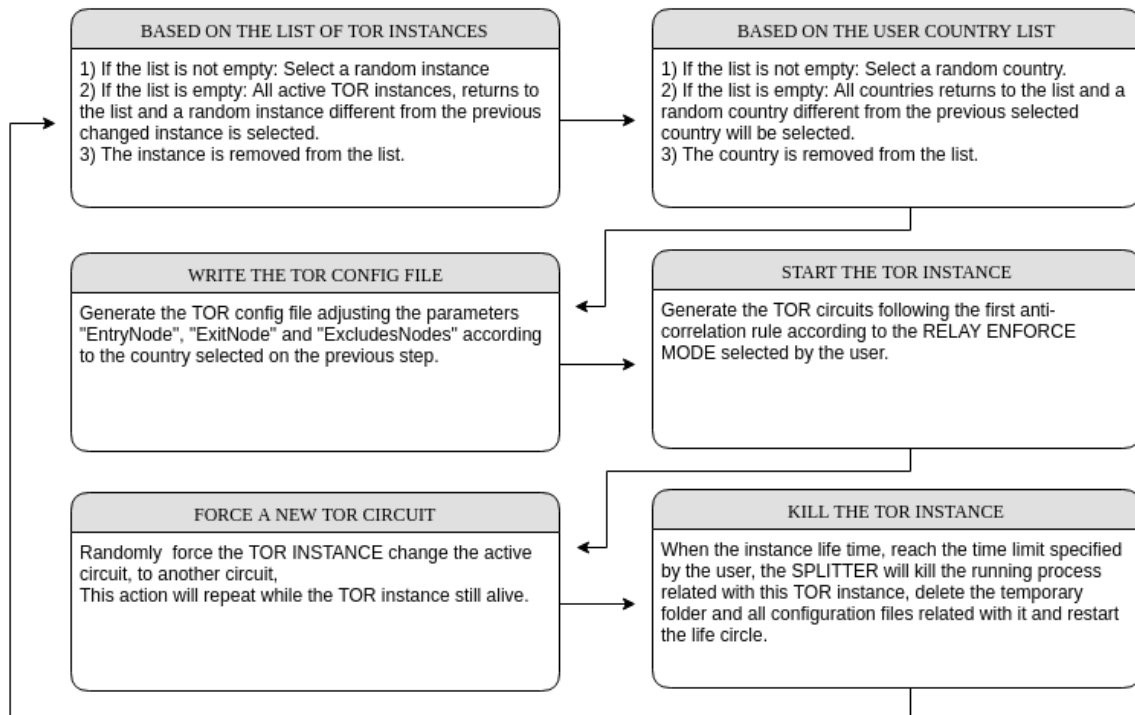 BASED ON THE LIST OF TOR INSTANCES
1) If the list is not empty: Select a random instance
2) If the list is empty: All active TOR instances, returns to
the list and a random instance different from the previous
changed instance is selected.
3) The instance is removed from the list.
BASED ON THE USER COUNTRY LIST
1) If the list is not empty: Select a random country.
2) If the list is empty: All countries returns to the list and a
random country different from the previous selected
country will be selected.
3) The country is removed from the list.
WRITE THE TOR CONFIG FILE
Generate the TOR config file adjusting the parameters
"EntryNode", "ExitNode" and "ExcludesNodes" according
to the country selected on the previous step.
START THE TOR INSTANCE
Generate the TOR circuits following the first anti-
correlation rule according to the RELAY ENFORCE
MODE selected by the user.
FORCE A NEW TOR CIRCUIT
Randomly  force the TOR INSTANCE change the active
circuit, to another circuit,
This action will repeat while the TOR instance still alive.
KILL THE TOR INSTANCE
When the instance life time, reach the time limit specified
by the user, the SPLITTER will kill the running process
related with this TOR instance, delete the temporary
folder and all configuration files related with it and restart
the life circle.